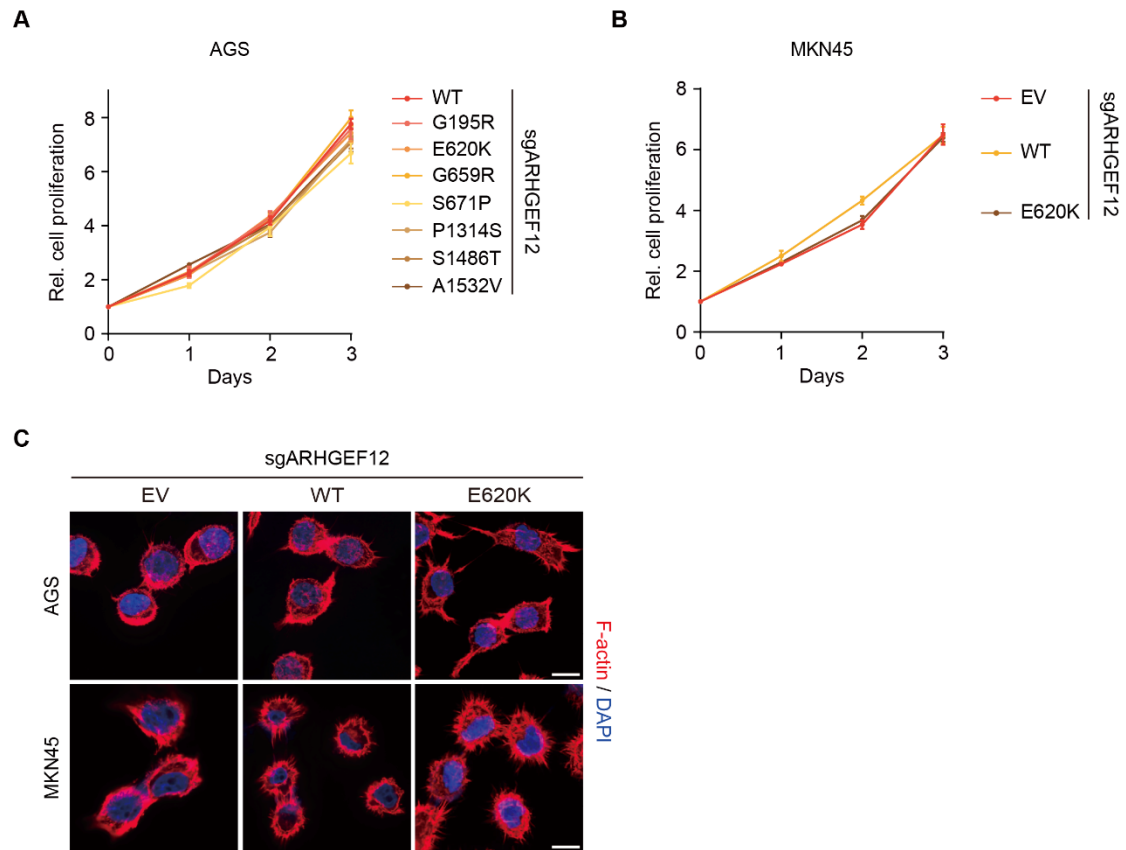 A
AGS
Rel. cell proliferation
8
6
4
2
0
0 1 2 3
Days
WT
G195R
E620K
G659R
S671P
P1314S
S1486T
A1532V
sgARHGEF12
B
MKN45
Rel. cell proliferation
8
6
4
2
0
0 1 2 3
Days
EV
WT
E620K
sgARHGEF12
C
sgARHGEF12
EV WT E620K
AGS
MKN45
F-actin / DAPI